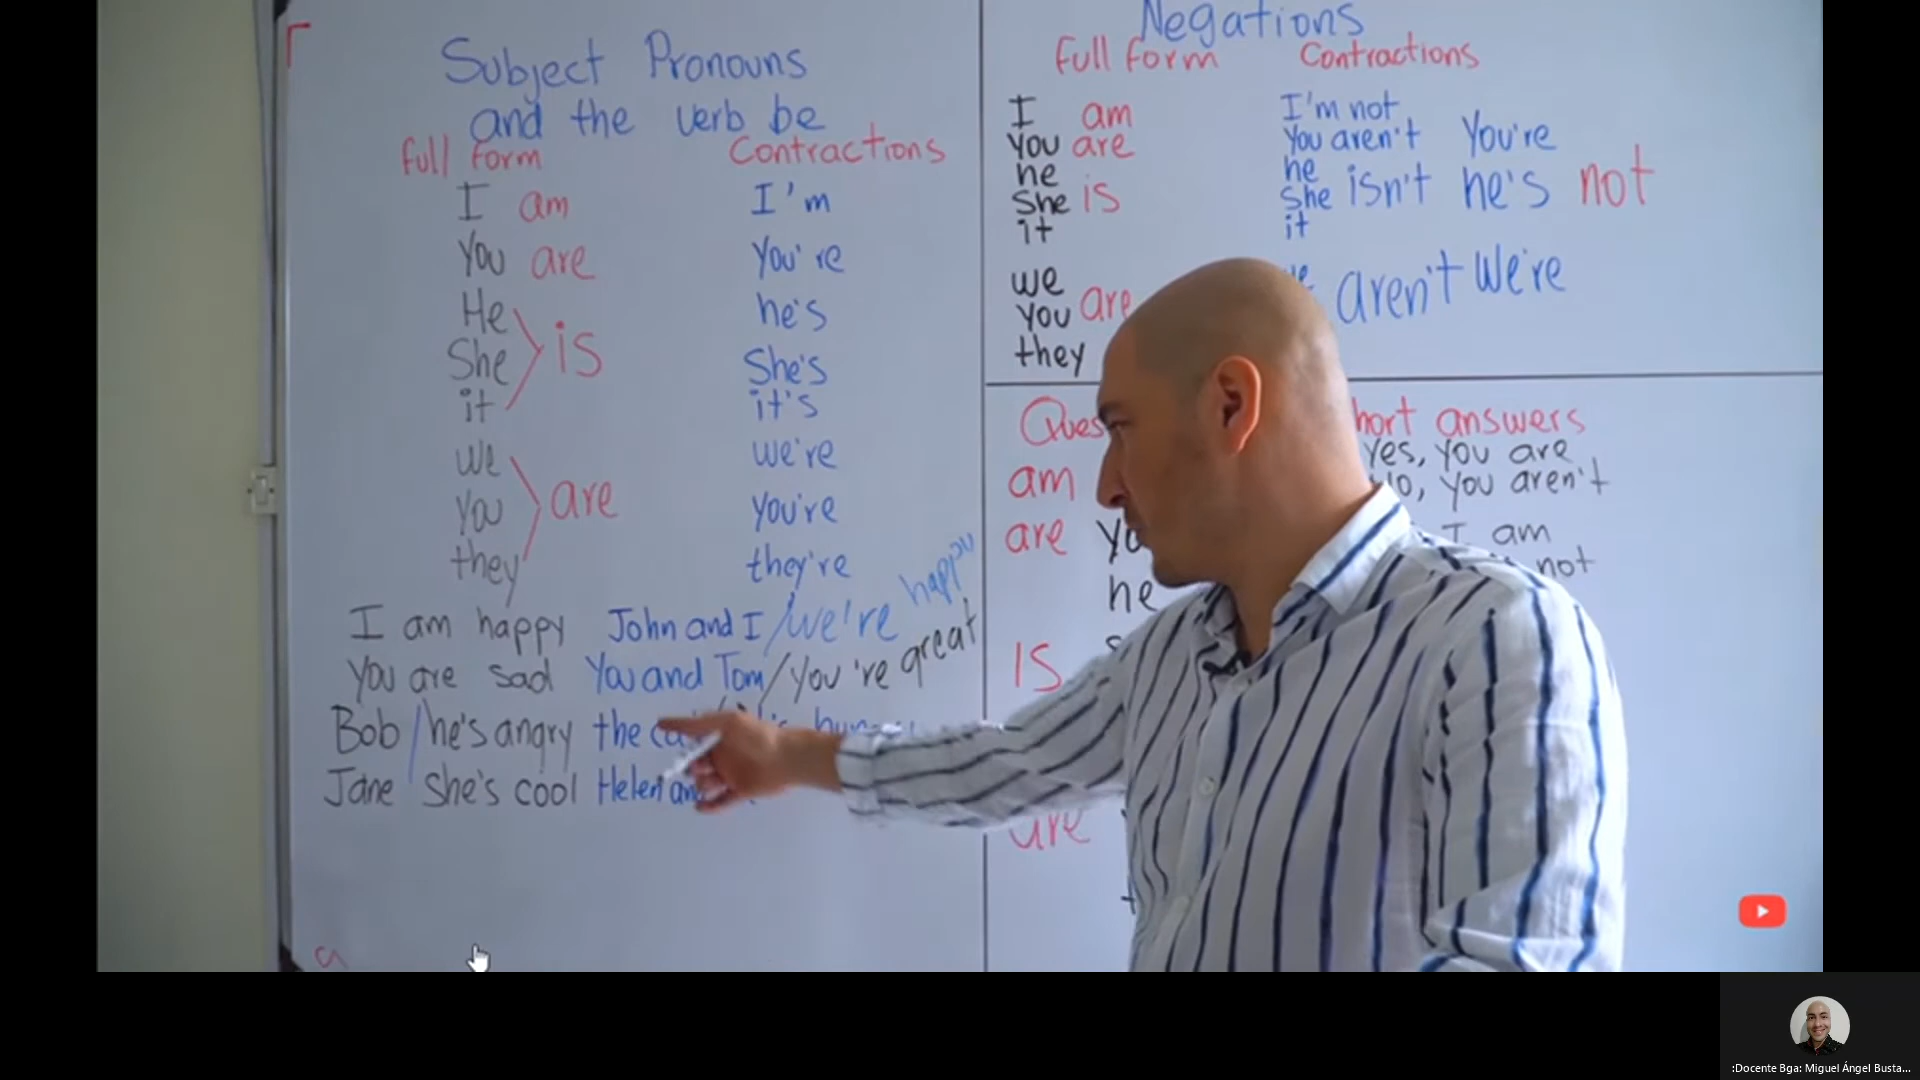 Subject Pronouns
and the verb be
Full form Contractions
I am I'm
You are You're
He he's
She is She's
it it's
we we're
You are you're
they they're
I am happy John and I/We're happy
You are sad You and Tom/You're great
Bob/he's angry the
Jane She's cool Helen
Negations
Full form Contractions
I am I'm not
You are You aren't You're
he he
She is She isn't he's not
it it
we
You are aren't We're
they
answers
am Yes, you are
you aren't
are I am
he not
is
are
:Docente Bga: Miguel Ángel Busta...